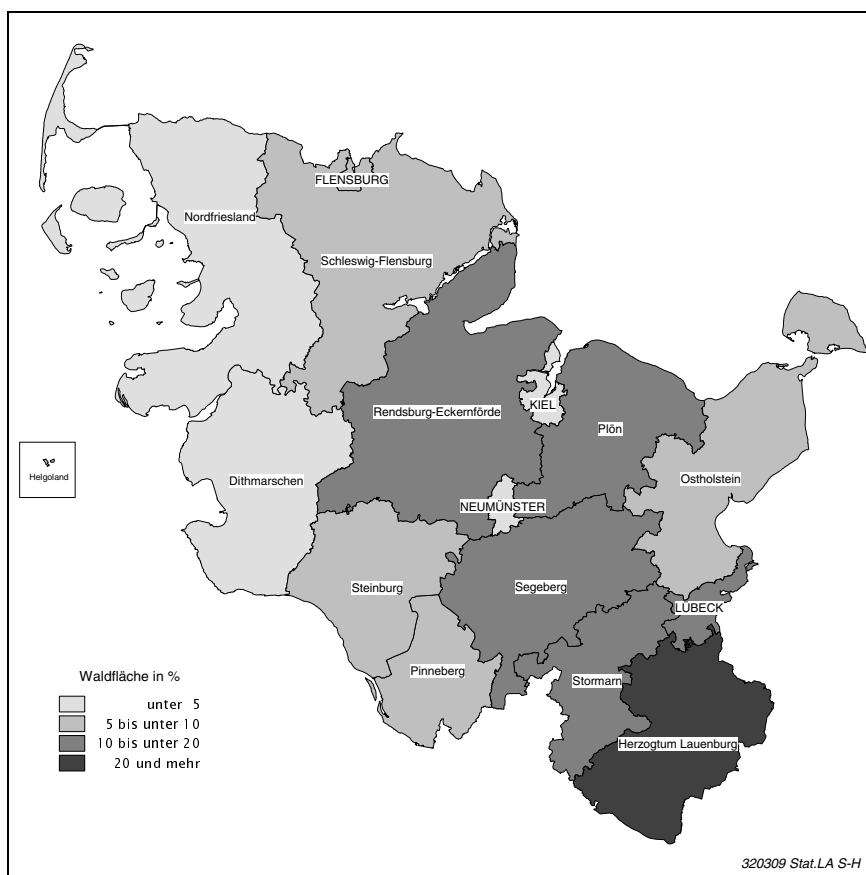 FLENSBURG
Nordfriesland
Schleswig-Flensburg
KIEL
Rendsburg-Eckernförde
Plön
Helgoland
Dithmarschen
Ostholstein
NEUMÜNSTER
Steinburg
Segeberg
LÜBECK
Pinneberg
Stormarn
Herzogtum Lauenburg
Waldfläche in %
unter 5
5 bis unter 10
10 bis unter 20
20 und mehr
320309 Stat.LA S-H